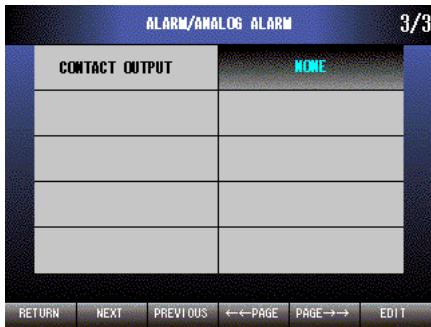 ALARM/ANALOG ALARM 3/3
CONTACT OUTPUT NONE
RETURN NEXT PREVIOUS ←←PAGE PAGE→→ EDIT